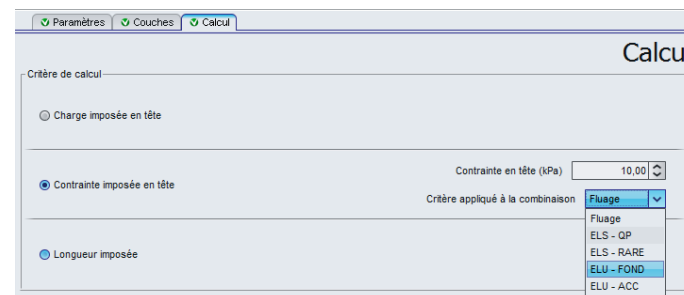 Paramètres Couches Calcul
Calcu
Critère de calcul
Charge imposée en tête
Contrainte imposée en tête
Contrainte en tête (kPa) 10,00
Critère appliqué à la combinaison Fluage
Fluage
ELS - QP
ELS - RARE
ELU - FOND
ELU - ACC
Longueur imposée